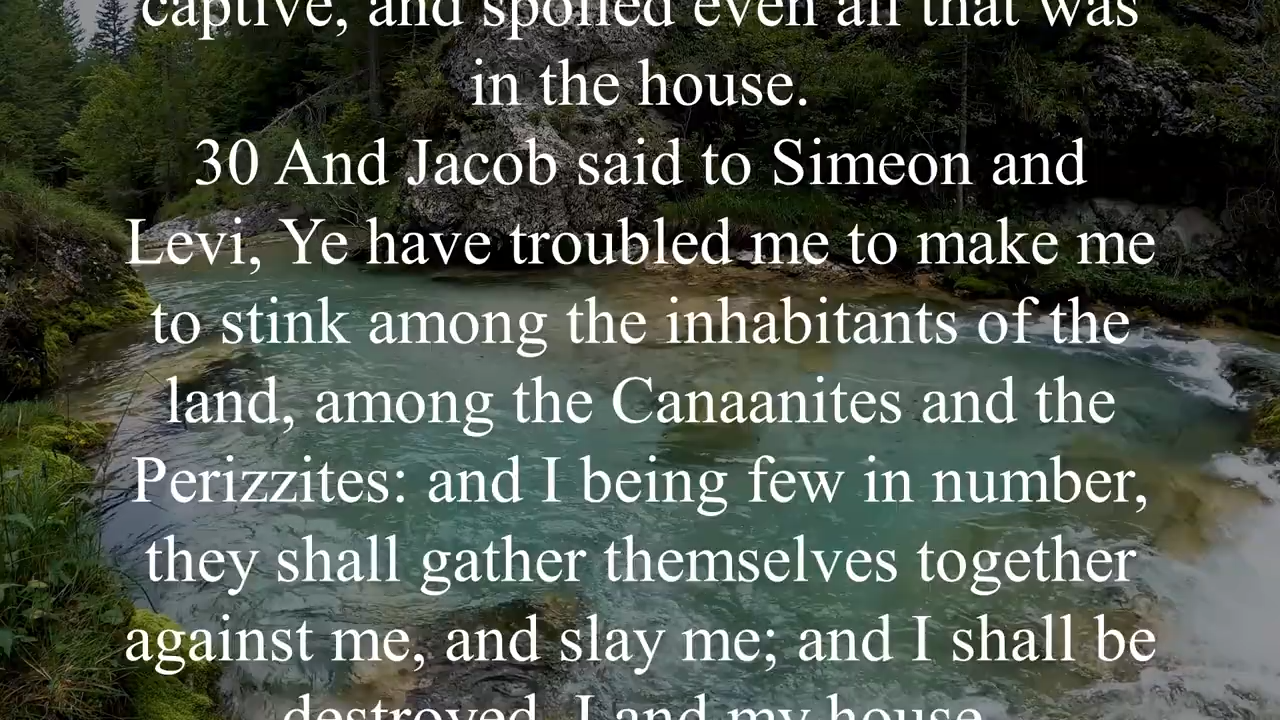 captive, and spoiled even all that was
in the house.
30 And Jacob said to Simeon and
Levi, Ye have troubled me to make me
to stink among the inhabitants of the
land, among the Canaanites and the
Perizzites: and I being few in number,
they shall gather themselves together
against me, and slay me; and I shall be
destroyed, I and my house.